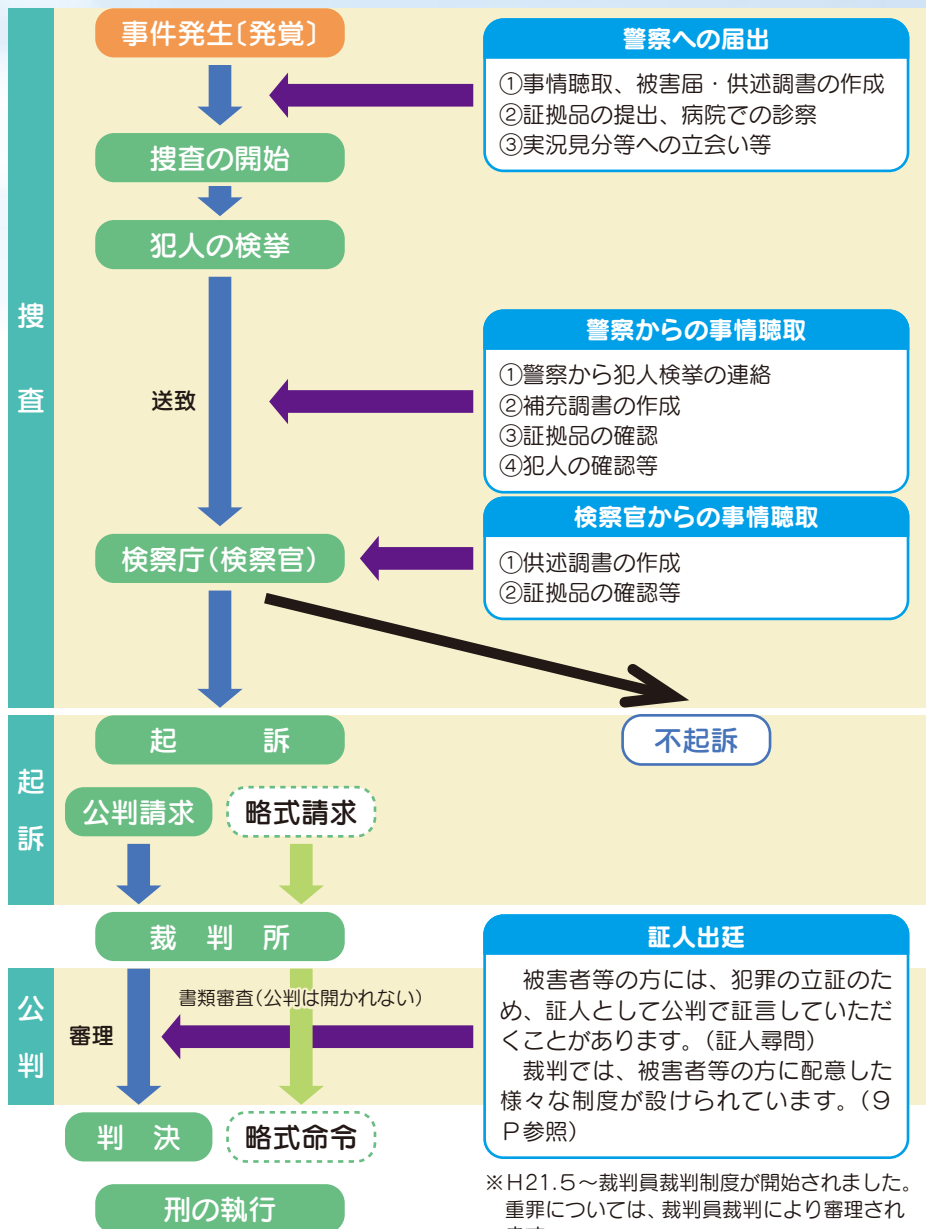 事件発生〔発覚〕
警察への届出
①事情聴取、被害届・供述調書の作成
②証拠品の提出、病院での診察
③実況見分等への立会い等
捜査の開始
犯人の検挙
捜査
送致
警察からの事情聴取
①警察から犯人検挙の連絡
②補充調書の作成
③証拠品の確認
④犯人の確認等
検察庁(検察官)
検察官からの事情聴取
①供述調書の作成
②証拠品の確認等
起訴
起　訴
不起訴
公判請求
略式請求
裁 判 所
公判
書類審査(公判は開かれない)
審理
証人出廷
　被害者等の方には、犯罪の立証のた
め、証人として公判で証言していただ
くことがあります。(証人尋問)
　裁判では、被害者等の方に配意した
様々な制度が設けられています。(9
P参照)
判　決
略式命令
刑の執行
※H21.5～裁判員裁判制度が開始されました。
重罪については、裁判員裁判により審理され